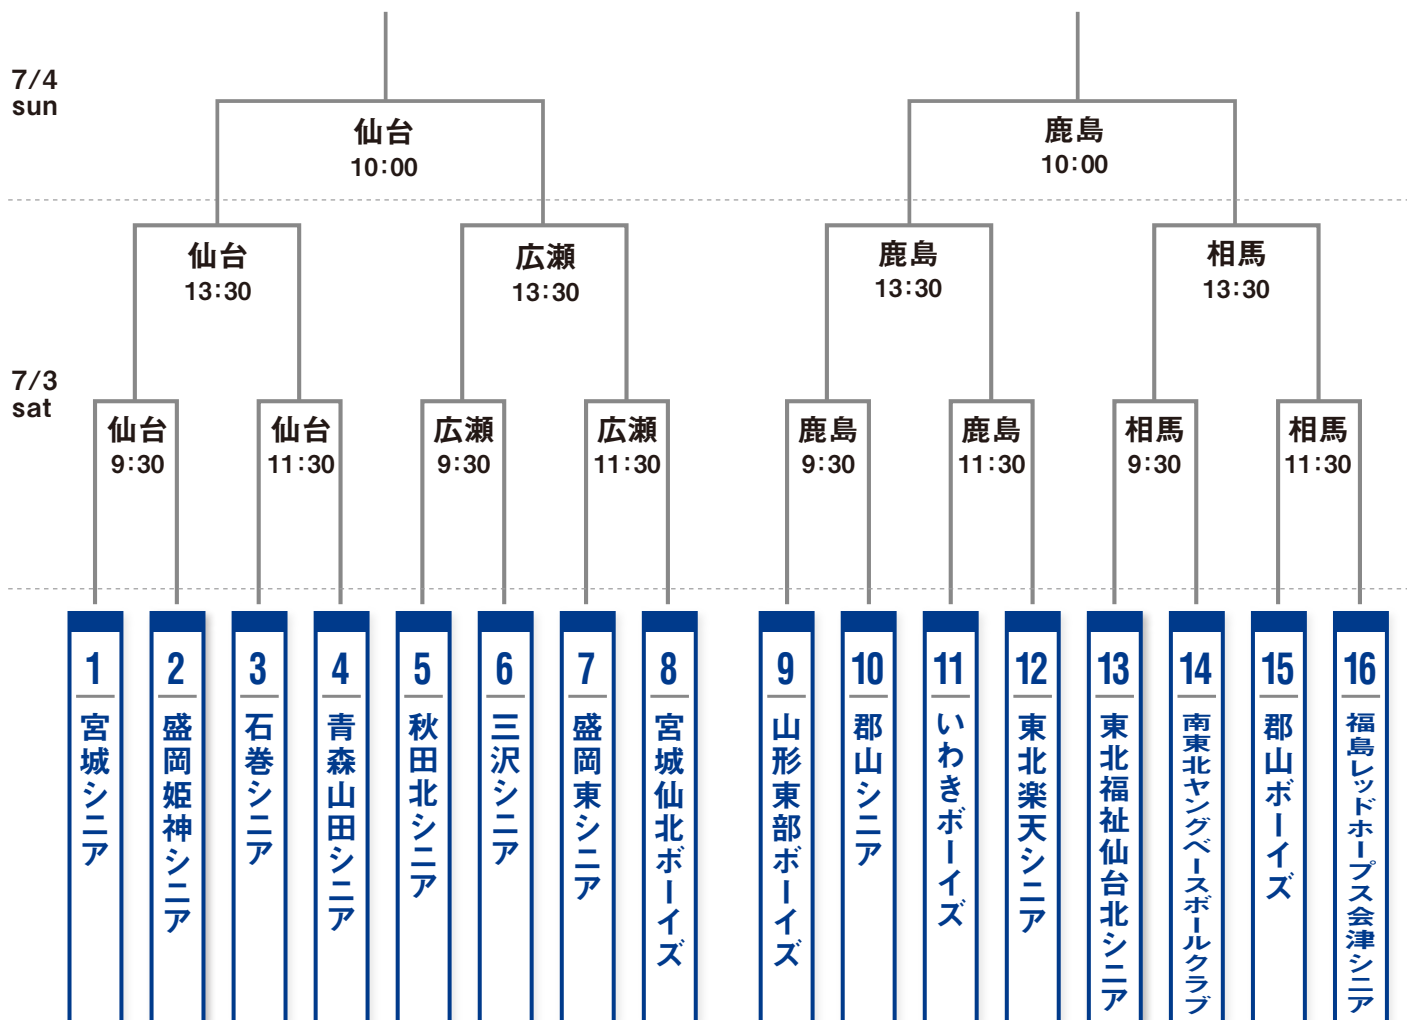 7/4
sun
仙台
10:00
鹿島
10:00
仙台
13:30
広瀬
13:30
鹿島
13:30
相馬
13:30
7/3
sat
仙台
9:30
仙台
11:30
広瀬
9:30
広瀬
11:30
鹿島
9:30
鹿島
11:30
相馬
9:30
相馬
11:30
1
宮城シニア
2
盛岡姫神シニア
3
石巻シニア
4
青森山田シニア
5
秋田北シニア
6
三沢シニア
7
盛岡東シニア
8
宮城仙北ボーイズ
9
山形東部ボーイズ
10
郡山シニア
11
いわきボーイズ
12
東北楽天シニア
13
東北福祉仙台北シニア
14
南東北ヤングベースボールクラブ
15
郡山ボーイズ
16
福島レッドホープス会津シニア